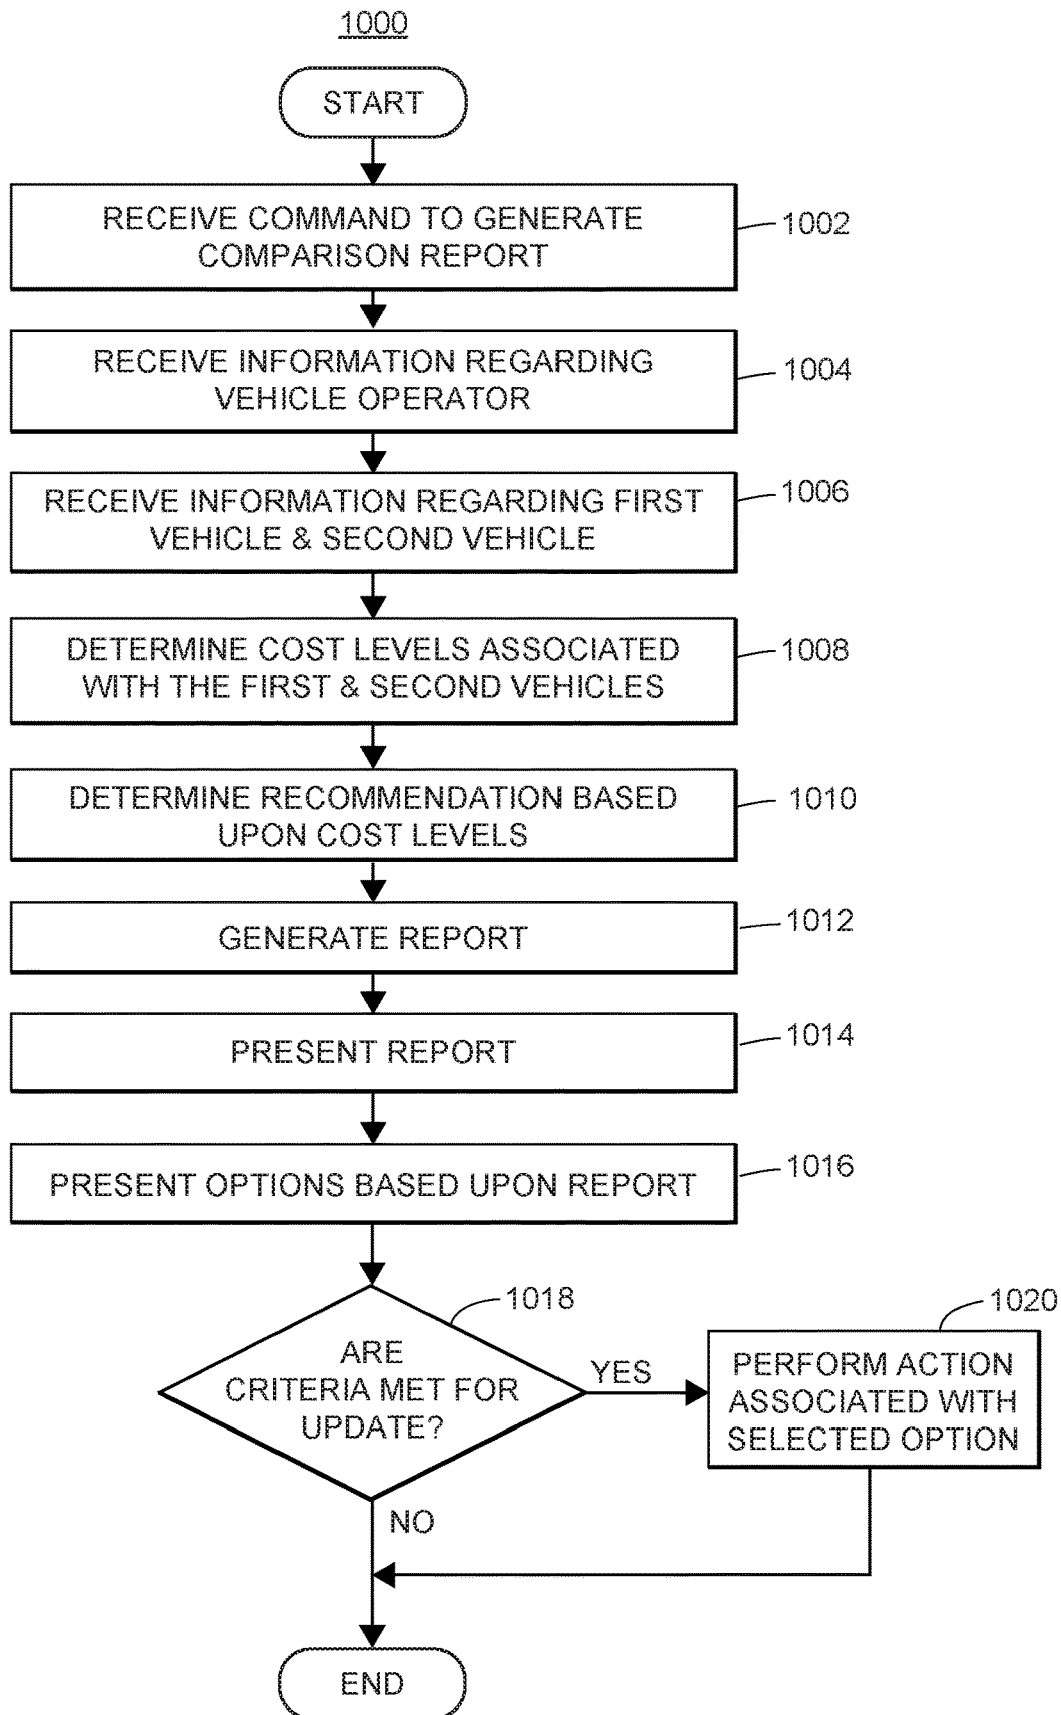 1000
START
RECEIVE COMMAND TO GENERATE
COMPARISON REPORT
1002
RECEIVE INFORMATION REGARDING
VEHICLE OPERATOR
1004
RECEIVE INFORMATION REGARDING FIRST
VEHICLE & SECOND VEHICLE
1006
DETERMINE COST LEVELS ASSOCIATED
WITH THE FIRST & SECOND VEHICLES
1008
DETERMINE RECOMMENDATION BASED
UPON COST LEVELS
1010
GENERATE REPORT
1012
PRESENT REPORT
1014
PRESENT OPTIONS BASED UPON REPORT
1016
ARE
CRITERIA MET FOR
UPDATE?
1018
YES
PERFORM ACTION
ASSOCIATED WITH
SELECTED OPTION
1020
NO
END